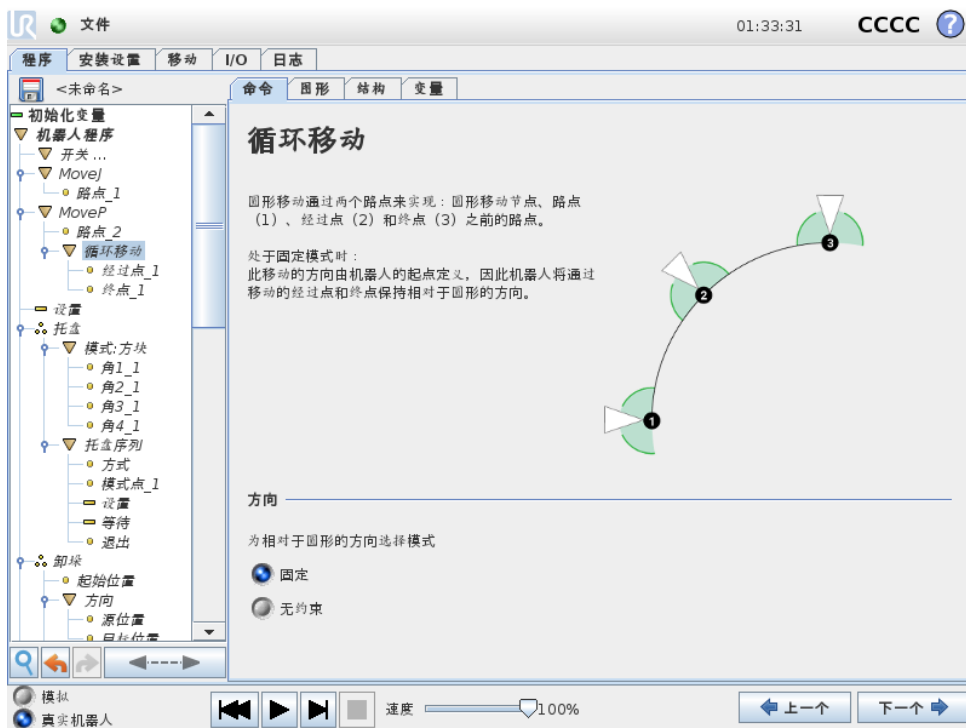 UR 文件 01:33:31 CCCC ?
程序 安装设置 移动 I/O 日志
<未命名>
命令 图形 结构 变量
初始化变量
机器人程序
开关 ...
MoveJ
路点_1
MoveP
路点_2
循环移动
经过点_1
终点_1
设置
托盘
模式:方块
角1_1
角2_1
角3_1
角4_1
托盘序列
方式
模式点_1
设置
等待
退出
卸垛
起始位置
方向
源位置
目标位置
循环移动
圆形移动通过两个路点来实现：圆形移动节点、路点
（1）、经过点（2）和终点（3）之前的路点。
处于固定模式时：
此移动的方向由机器人的起点定义，因此机器人将通过
移动的经过点和终点保持相对于圆形的方向。
3
2
1
方向
为相对于圆形的方向选择模式
固定
无约束
模拟
真实机器人
速度 100%
上一个 下一个